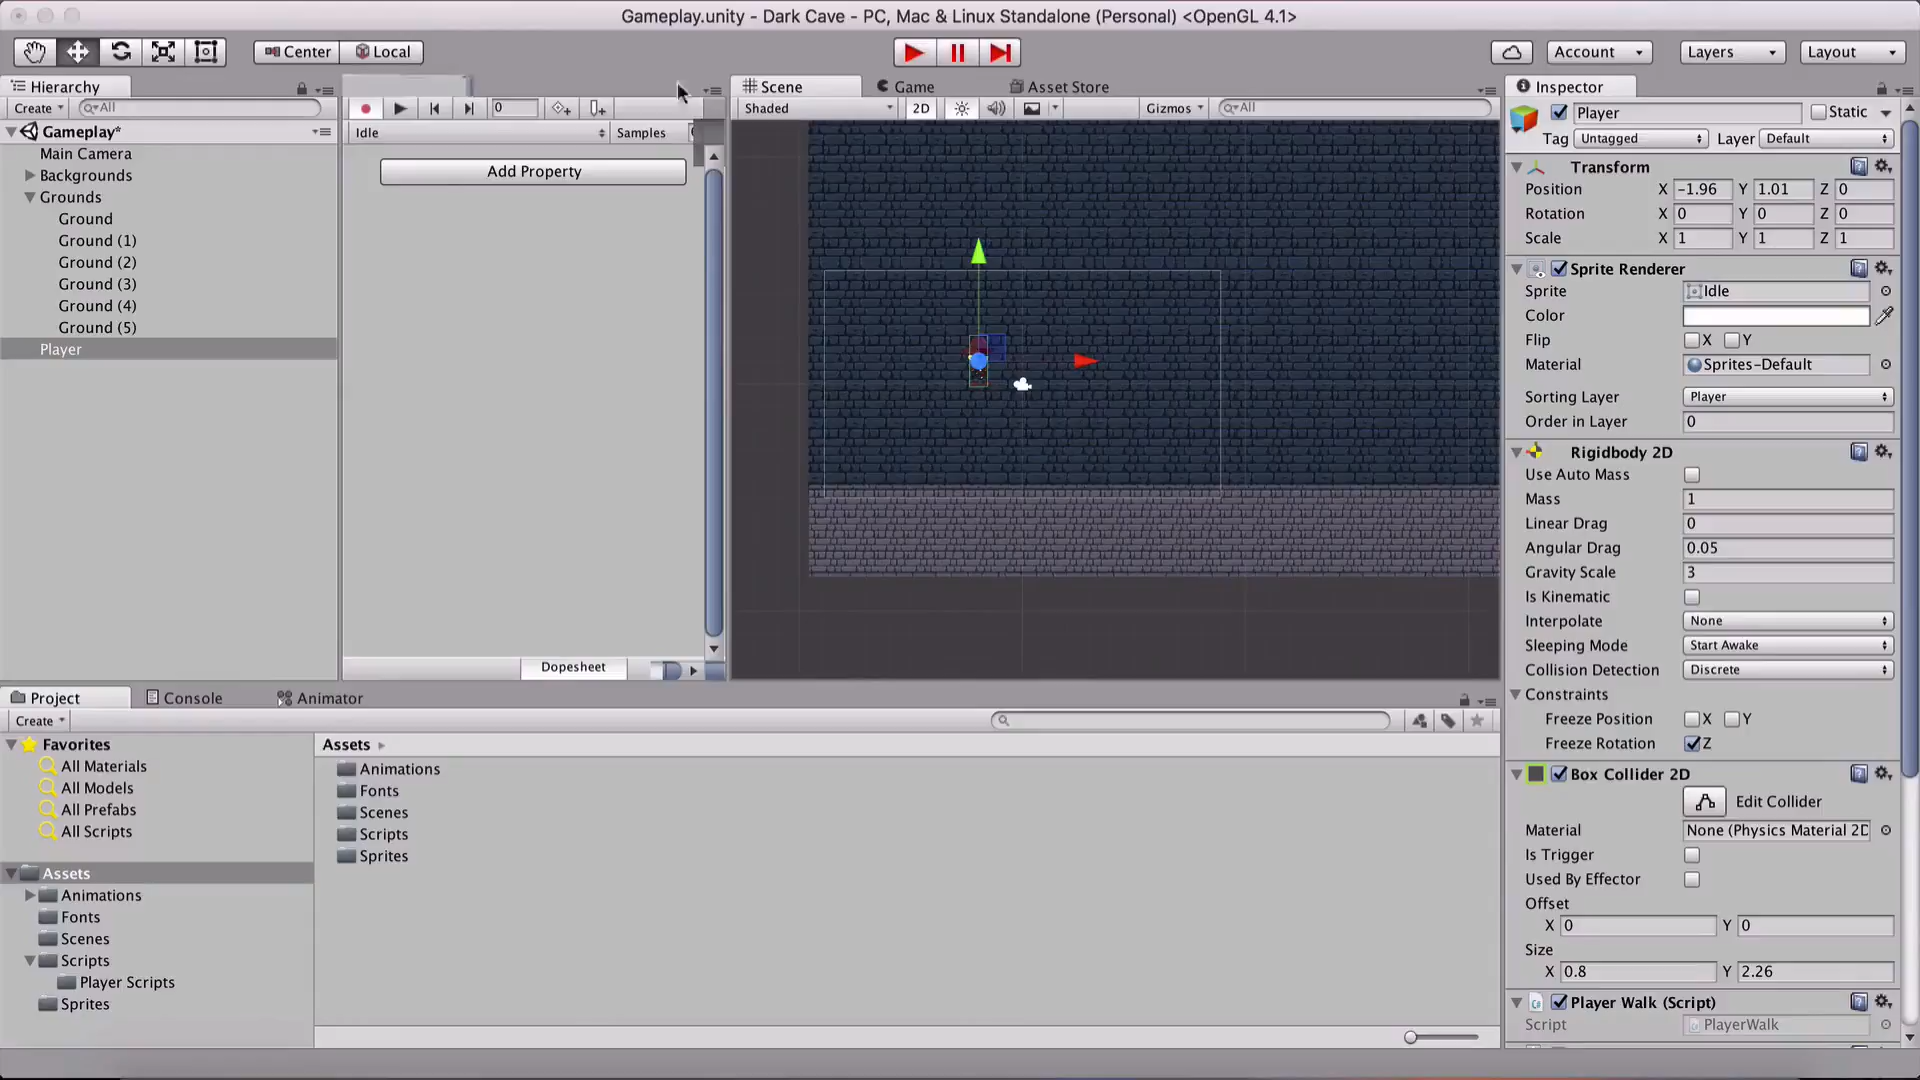 Gameplay.unity - Dark Cave - PC, Mac & Linux Standalone (Personal) <OpenGL 4.1>
Center Local
Account Layers Layout
Hierarchy
Create All
Gameplay*
Main Camera
Backgrounds
Grounds
Ground
Ground (1)
Ground (2)
Ground (3)
Ground (4)
Ground (5)
Player
0
Idle Samples
Add Property
Dopesheet
Scene Game Asset Store
Shaded 2D Gizmos All
Inspector
Player Static
Tag Untagged Layer Default
Transform
Position X -1.96 Y 1.01 Z 0
Rotation X 0 Y 0 Z 0
Scale X 1 Y 1 Z 1
Sprite Renderer
Sprite Idle
Color
Flip X Y
Material Sprites-Default
Sorting Layer Player
Order in Layer 0
Rigidbody 2D
Use Auto Mass
Mass 1
Linear Drag 0
Angular Drag 0.05
Gravity Scale 3
Is Kinematic
Interpolate None
Sleeping Mode Start Awake
Collision Detection Discrete
Constraints
Freeze Position X Y
Freeze Rotation Z
Box Collider 2D
Edit Collider
Material None (Physics Material 2D
Is Trigger
Used By Effector
Offset
X 0 Y 0
Size
X 0.8 Y 2.26
Player Walk (Script)
Script PlayerWalk
Project Console Animator
Create
Favorites
All Materials
All Models
All Prefabs
All Scripts
Assets
Animations
Fonts
Scenes
Scripts
Player Scripts
Sprites
Assets
Animations
Fonts
Scenes
Scripts
Sprites